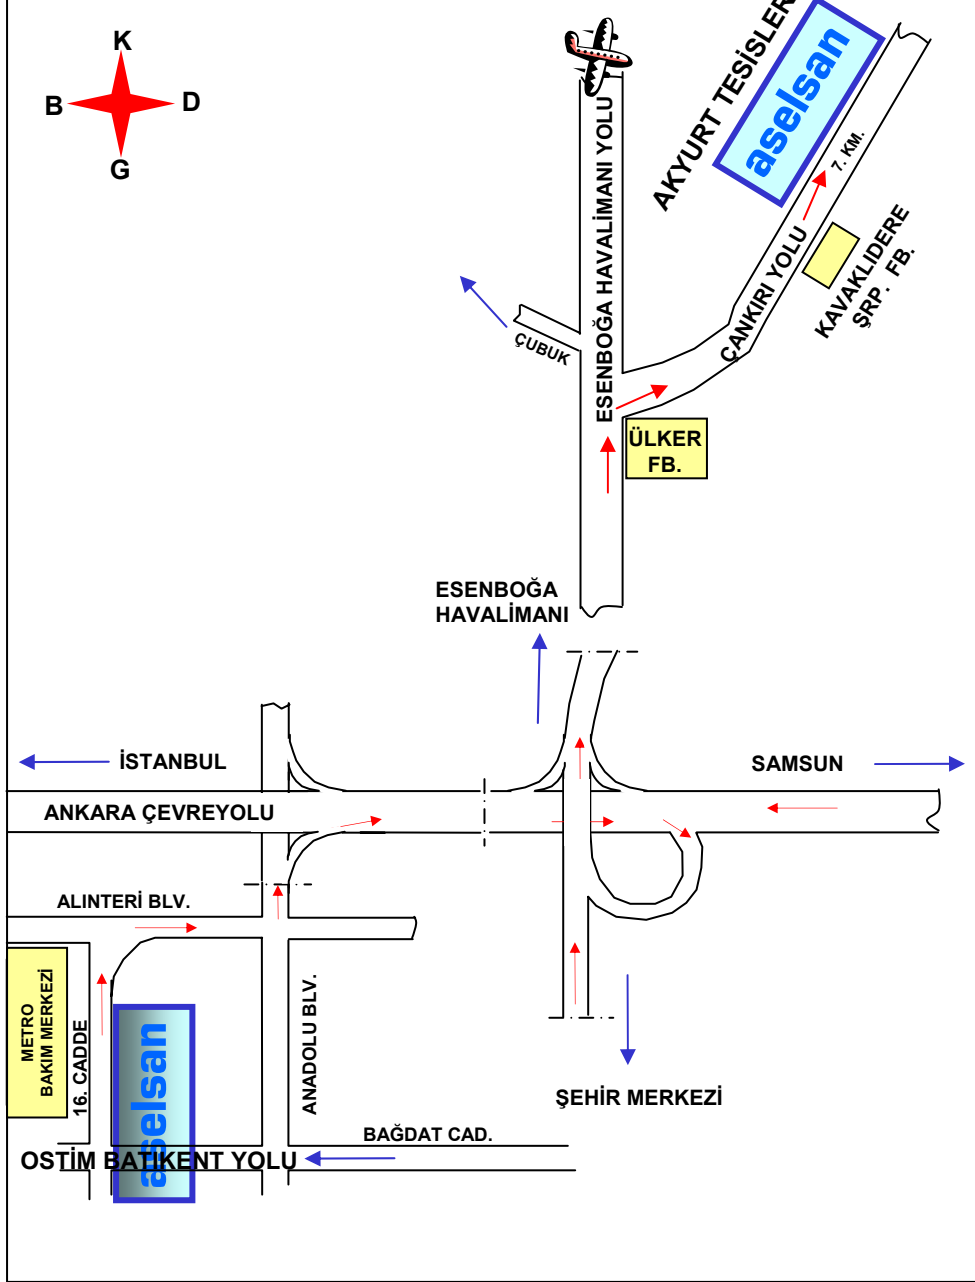 K
B
D
G
AKYURT TESİSLER
aselsan
7. KM.
ESENBOĞA HAVALİMANI YOLU
ÇANKIRI YOLU
KAVAKLIDERE
ŞRP. FB.
ÇUBUK
ÜLKER
FB.
ESENBOĞA
HAVALİMANI
İSTANBUL
SAMSUN
ANKARA ÇEVREYOLU
ALINTERİ BLV.
METRO
BAKIM MERKEZİ
16. CADDE
aselsan
ANADOLU BLV.
ŞEHİR MERKEZİ
BAĞDAT CAD.
OSTİM BATIKENT YOLU